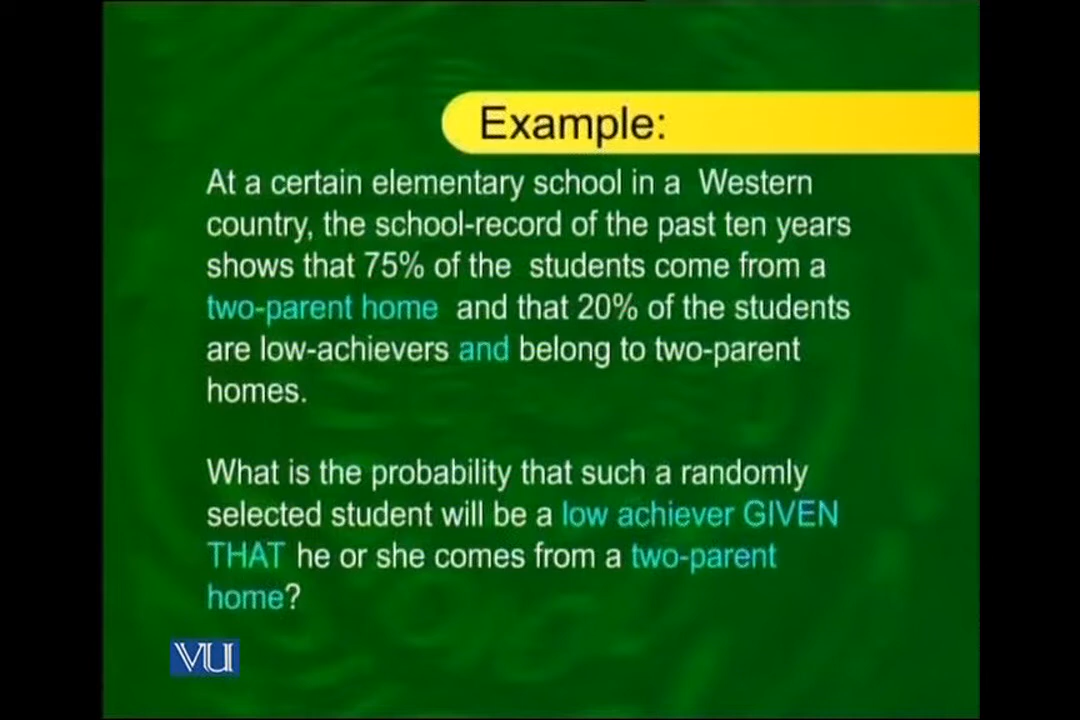 Example:
At a certain elementary school in a Western
country, the school-record of the past ten years
shows that 75% of the students come from a
two-parent home and that 20% of the students
are low-achievers and belong to two-parent
homes.
What is the probability that such a randomly
selected student will be a low achiever GIVEN
THAT he or she comes from a two-parent
home?
VU